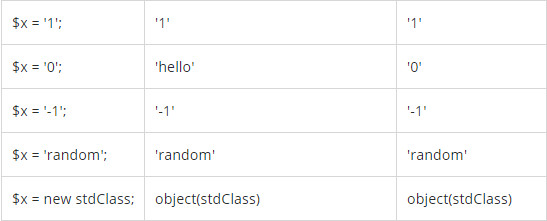 $x = '1'; '1' '1'
$x = '0'; 'hello' '0'
$x = '-1'; '-1' '-1'
$x = 'random'; 'random' 'random'
$x = new stdClass; object(stdClass) object(stdClass)